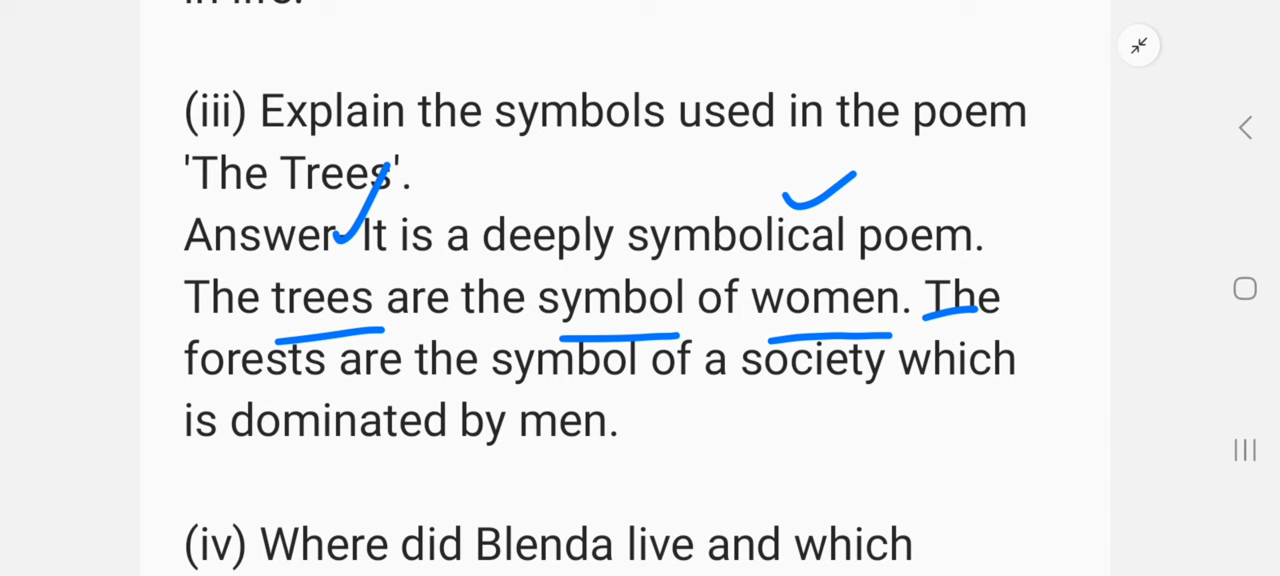 (iii) Explain the symbols used in the poem
'The Trees'.
Answer- It is a deeply symbolical poem.
The trees are the symbol of women. The
forests are the symbol of a society which
is dominated by men.
(iv) Where did Blenda live and which